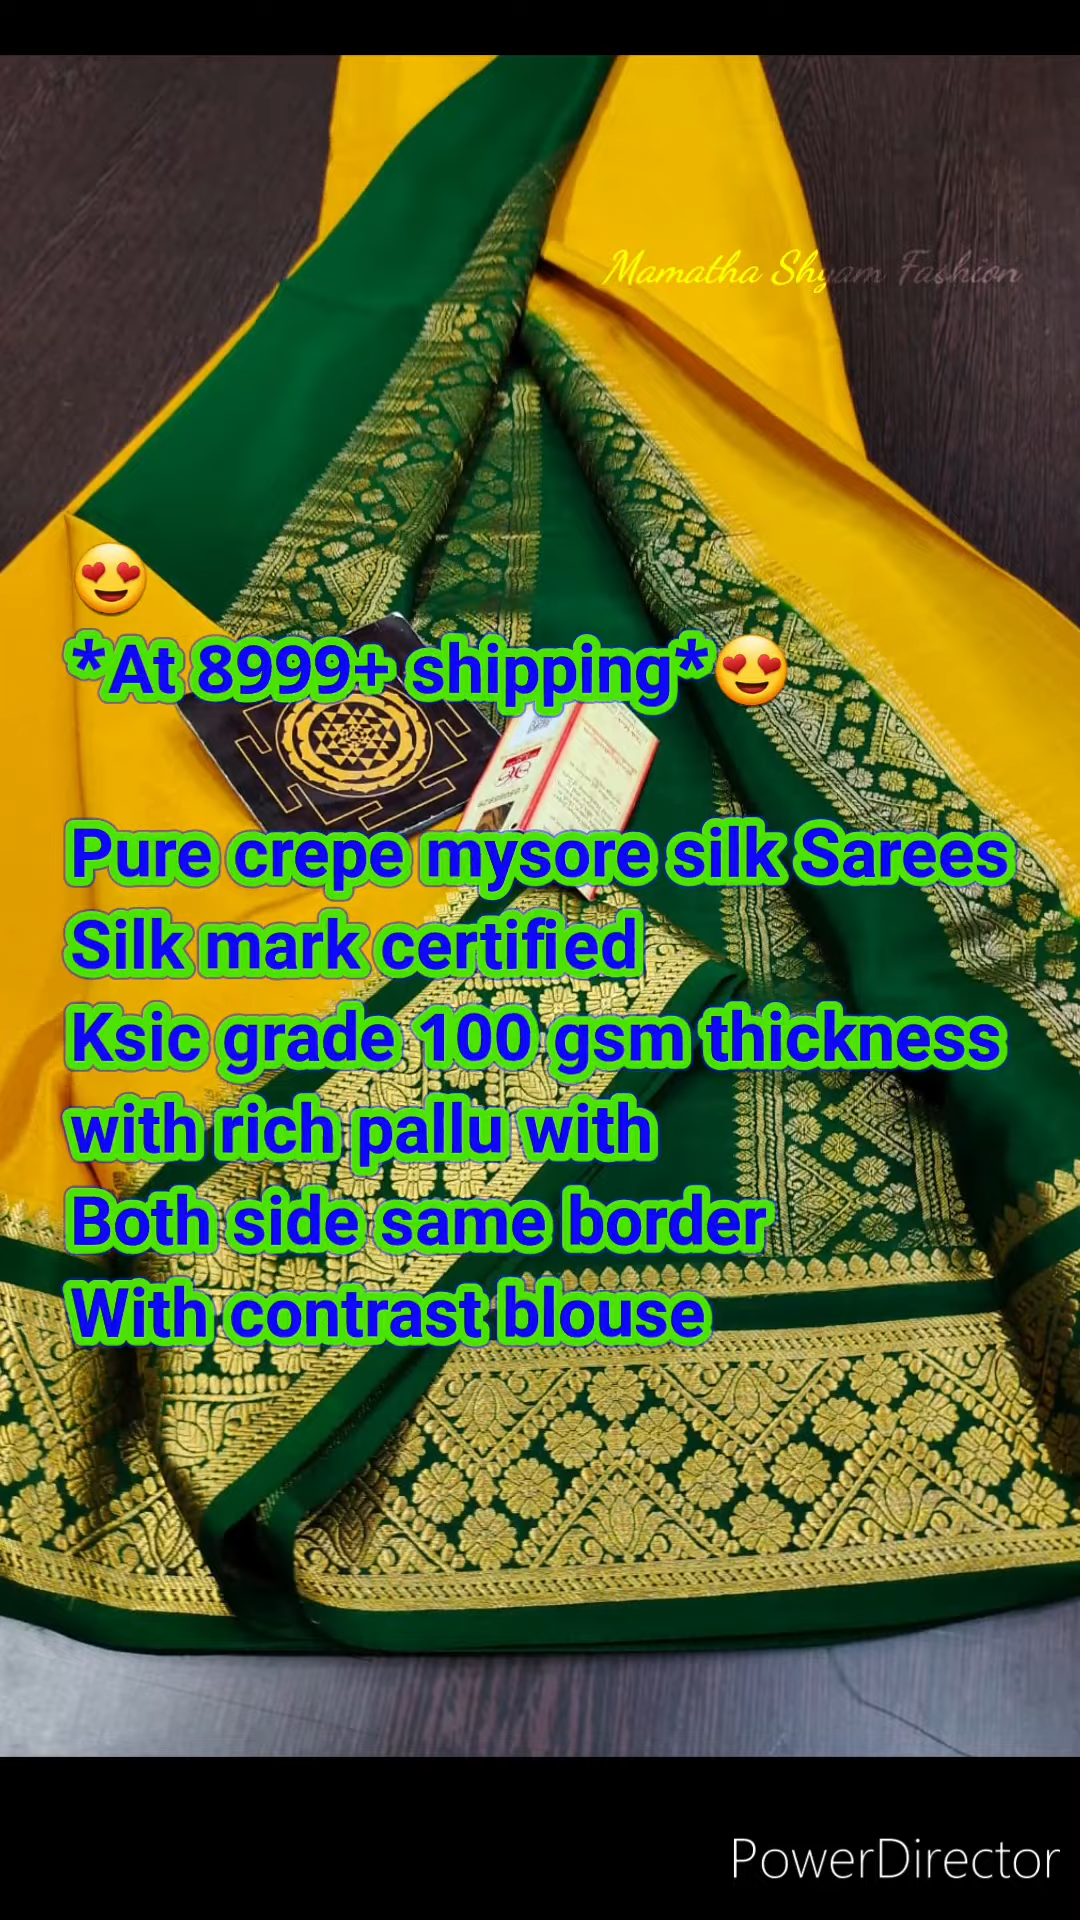 Mamatha Shyam Fashion
😍
*At 8999+ shipping*😍
Pure crepe mysore silk Sarees
Silk mark certified
Ksic grade 100 gsm thickness
with rich pallu with
Both side same border
With contrast blouse
PowerDirector